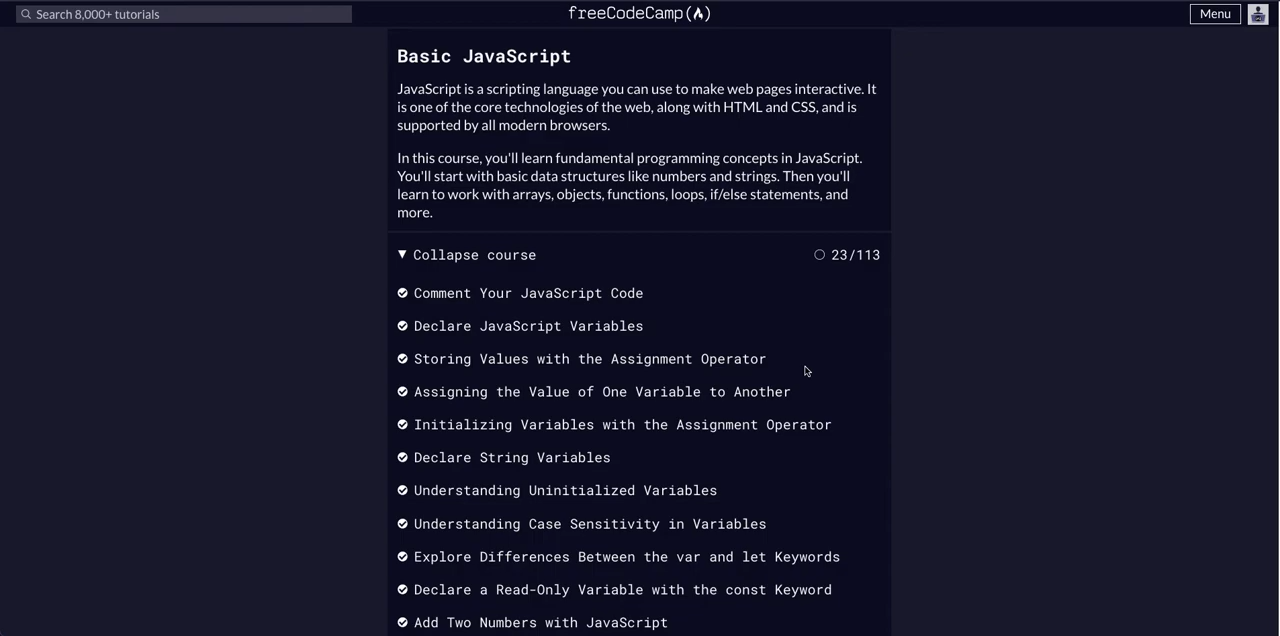 Search 8,000+ tutorials
freeCodeCamp
Menu
Basic JavaScript
JavaScript is a scripting language you can use to make web pages interactive. It
is one of the core technologies of the web, along with HTML and CSS, and is
supported by all modern browsers.
In this course, you'll learn fundamental programming concepts in JavaScript.
You'll start with basic data structures like numbers and strings. Then you'll
learn to work with arrays, objects, functions, loops, if/else statements, and
more.
Collapse course 23/113
Comment Your JavaScript Code
Declare JavaScript Variables
Storing Values with the Assignment Operator
Assigning the Value of One Variable to Another
Initializing Variables with the Assignment Operator
Declare String Variables
Understanding Uninitialized Variables
Understanding Case Sensitivity in Variables
Explore Differences Between the var and let Keywords
Declare a Read-Only Variable with the const Keyword
Add Two Numbers with JavaScript